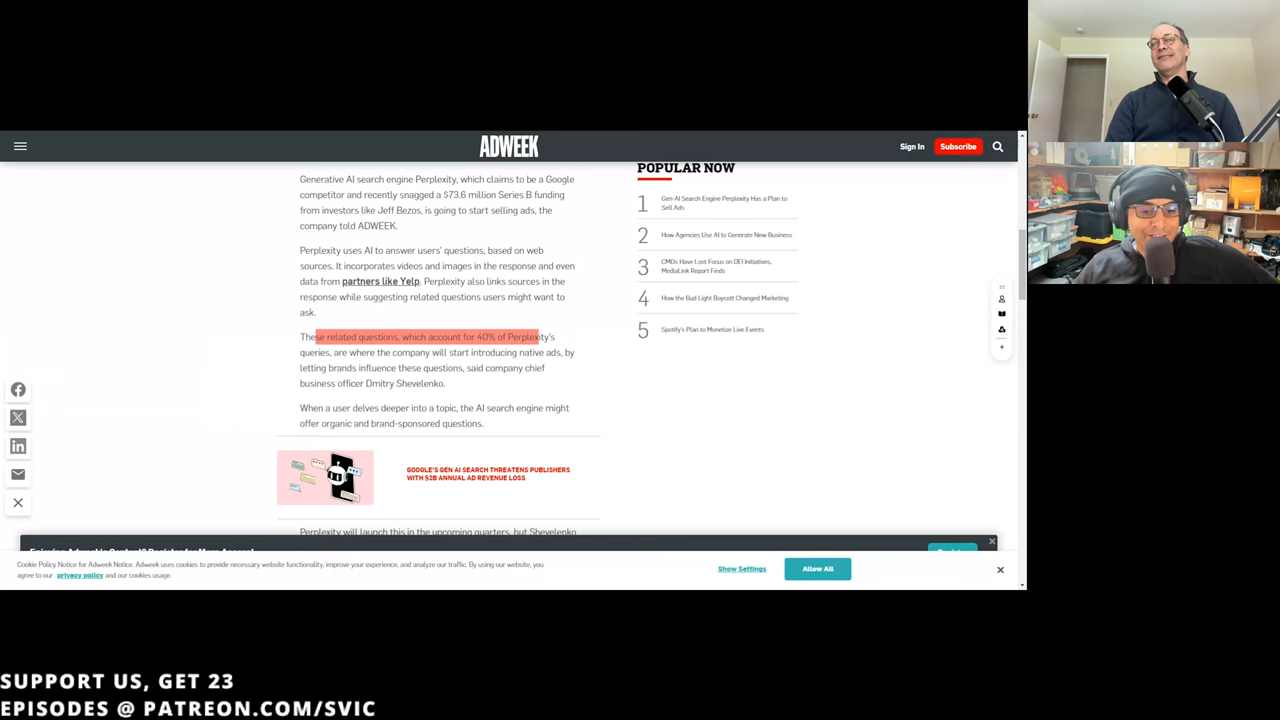 ADWEEK
Sign In
Subscribe
Generative AI search engine Perplexity, which claims to be a Google
competitor and recently snagged a $73.6 million Series B funding
from investors like Jeff Bezos, is going to start selling ads, the
company told ADWEEK.
Perplexity uses AI to answer users' questions, based on web
sources. It incorporates videos and images in the response and even
data from partners like Yelp. Perplexity also links sources in the
response while suggesting related questions users might want to
ask.
These related questions, which account for 40% of Perplexity's
queries, are where the company will start introducing native ads, by
letting brands influence these questions, said company chief
business officer Dmitry Shevelenko.
When a user delves deeper into a topic, the AI search engine might
offer organic and brand-sponsored questions.
GOOGLE'S GEN AI SEARCH THREATENS PUBLISHERS
WITH $2B ANNUAL AD REVENUE LOSS
Perplexity will launch this in the upcoming quarters, but Shevelenko
POPULAR NOW
1 Gen-AI Search Engine Perplexity Has a Plan to
Sell Ads
2 How Agencies Use AI to Generate New Business
3 CMOs Have Lost Focus on DEI Initiatives,
MediaLink Report Finds
4 How the Bud Light Boycott Changed Marketing
5 Spotify's Plan to Monetize Live Events
Cookie Policy Notice for Adweek Notice. Adweek uses cookies to provide necessary website functionality, improve your experience, and analyze our traffic. By using our website, you
agree to our privacy policy and our cookies usage.
Show Settings
Allow All
SUPPORT US, GET 23
EPISODES @ PATREON.COM/SVIC